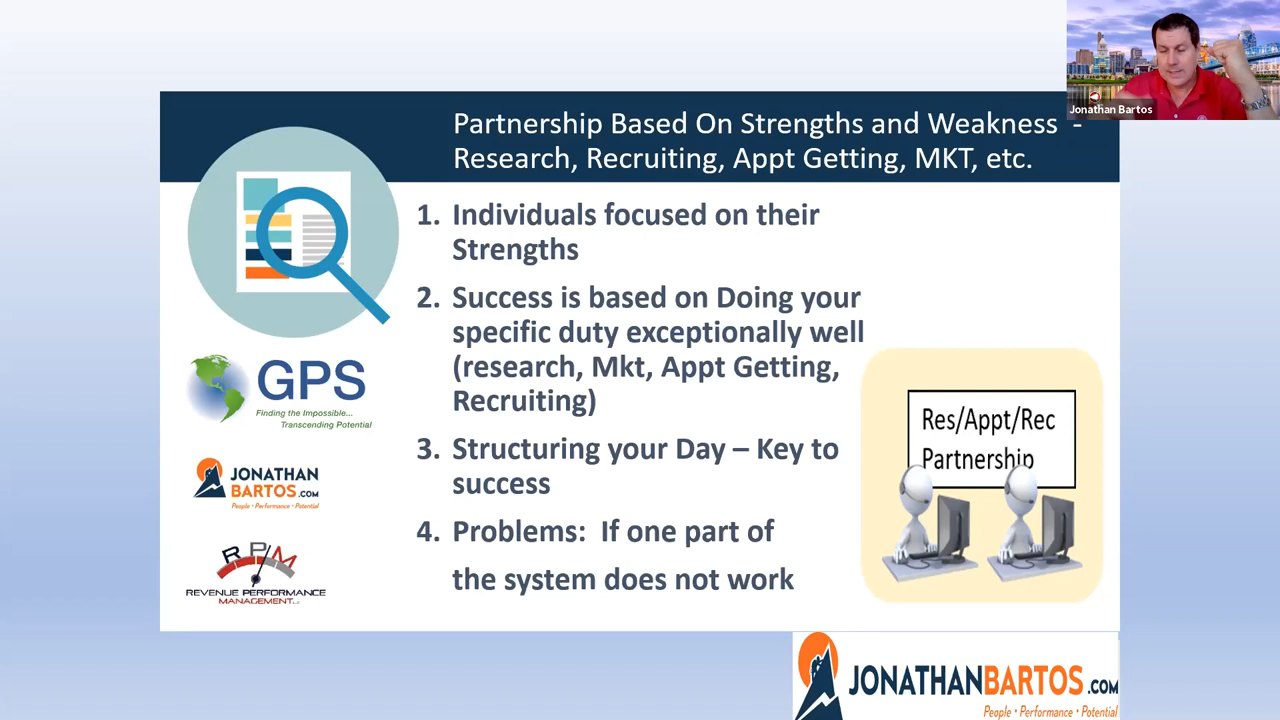 Jonathan Bartos
Partnership Based On Strengths and Weakness -
Research, Recruiting, Appt Getting, MKT, etc.
1. Individuals focused on their
Strengths
2. Success is based on Doing your
specific duty exceptionally well
(research, Mkt, Appt Getting,
Recruiting)
3. Structuring your Day – Key to
success
4. Problems: If one part of
the system does not work
GPS
Finding the Impossible...
Transcending Potential
JONATHAN
BARTOS.COM
People • Performance • Potential
RPM
REVENUE PERFORMANCE
MANAGEMENT
Res/Appt/Rec
Partnership
JONATHANBARTOS.COM
People • Performance • Potential